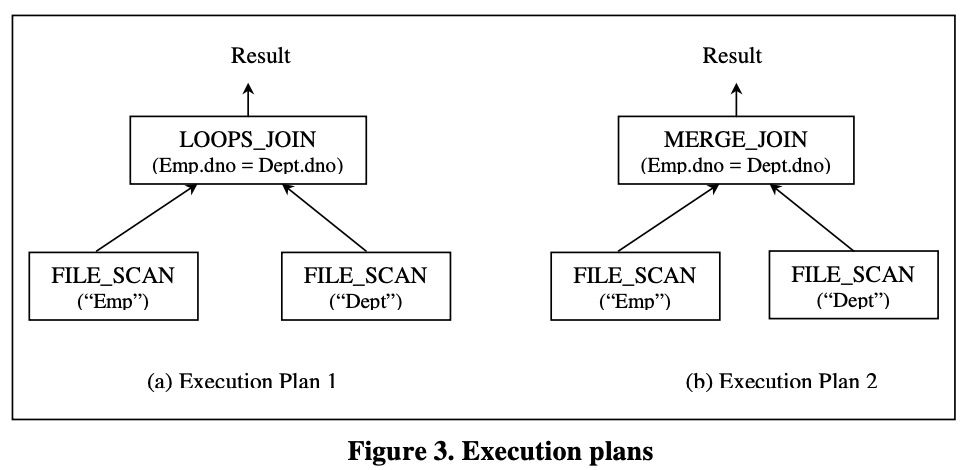 Result
LOOPS_JOIN
(Emp.dno = Dept.dno)
FILE_SCAN
(“Emp”)
FILE_SCAN
(“Dept”)
(a) Execution Plan 1
Result
MERGE_JOIN
(Emp.dno = Dept.dno)
FILE_SCAN
(“Emp”)
FILE_SCAN
(“Dept”)
(b) Execution Plan 2
Figure 3. Execution plans